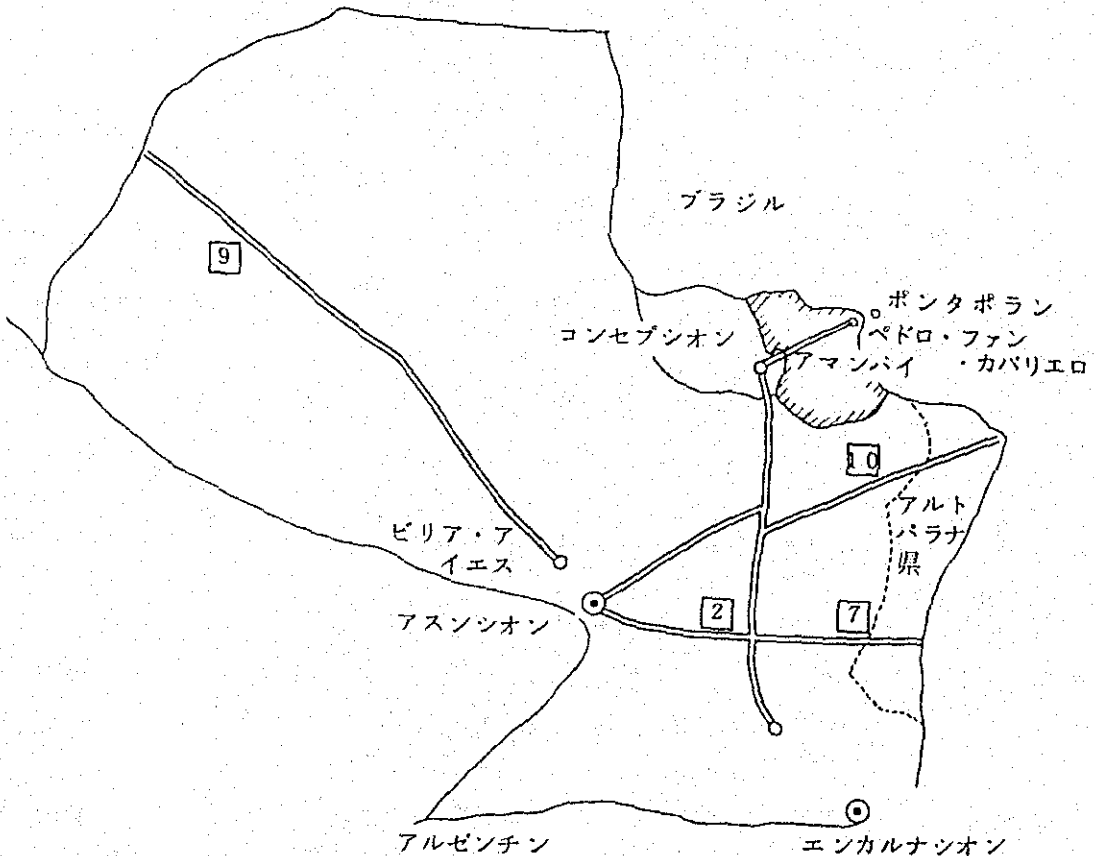 ブラジル
9
ポンタポラン
コンセプシオン
ペドロ・ファン
アマンバイ
・カバリエロ
10
アルト
パラナ
県
ビリア・ア
イエス
アスンシオン
2
7
アルゼンチン
エンカルナシオン